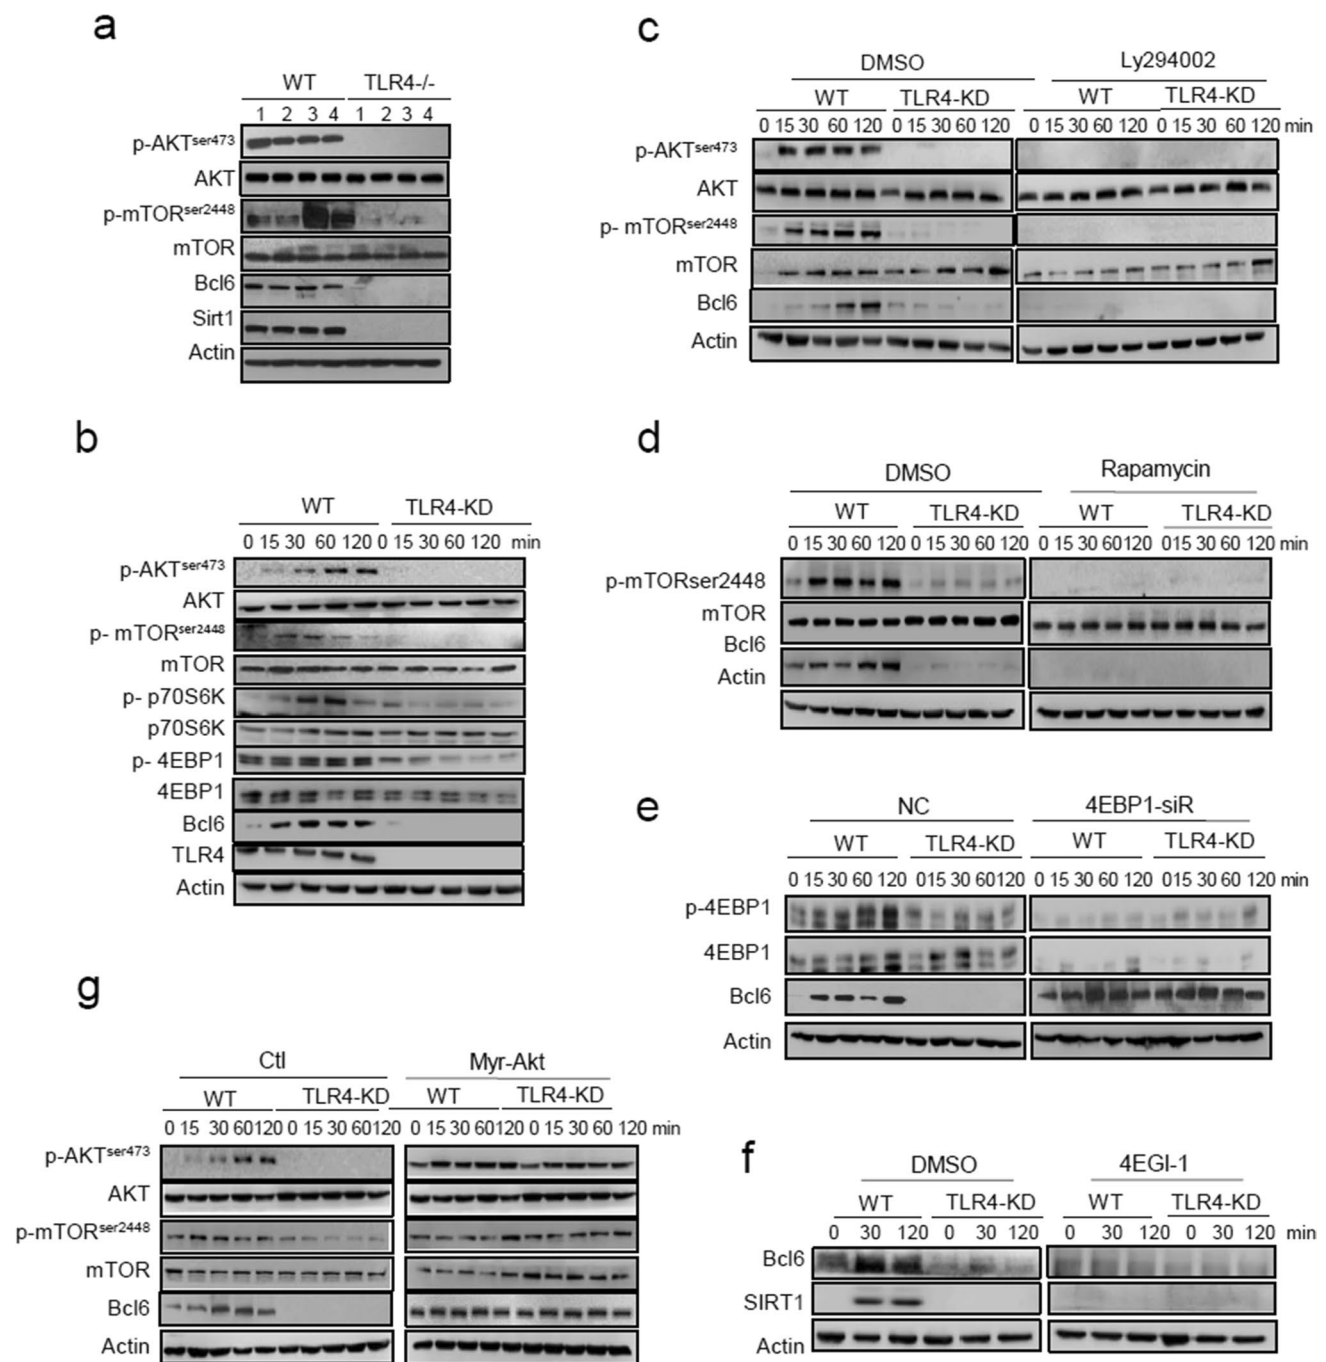 a
WT TLR4-/-
1 2 3 4 1 2 3 4
p-AKTser473
AKT
p-mTORser2448
mTOR
Bcl6
Sirt1
Actin
b
WT TLR4-KD
0 15 30 60 120 0 15 30 60 120 min
p-AKTser473
AKT
p- mTORser2448
mTOR
p- p70S6K
p70S6K
p- 4EBP1
4EBP1
Bcl6
TLR4
Actin
c
DMSO Ly294002
WT TLR4-KD WT TLR4-KD
0 15 30 60 120 0 15 30 60 120 0 15 30 60 120 0 15 30 60 120 min
p-AKTser473
AKT
p- mTORser2448
mTOR
Bcl6
Actin
d
DMSO Rapamycin
WT TLR4-KD WT TLR4-KD
0 15 30 60 120 0 15 30 60 120 0 15 30 60 120 015 30 60 120 min
p-mTORser2448
mTOR
Bcl6
Actin
e
NC 4EBP1-siR
WT TLR4-KD WT TLR4-KD
0 15 30 60 120 015 30 60 120 0 15 30 60 120 015 30 60 120 min
p-4EBP1
4EBP1
Bcl6
Actin
g
Ctl Myr-Akt
WT TLR4-KD WT TLR4-KD
0 15 30 60120 0 15 30 60120 0 15 30 60120 0 15 30 60 120 min
p-AKTser473
AKT
p-mTORser2448
mTOR
Bcl6
Actin
f
DMSO 4EGI-1
WT TLR4-KD WT TLR4-KD
0 30 120 0 30 120 0 30 120 0 30 120 min
Bcl6
SIRT1
Actin